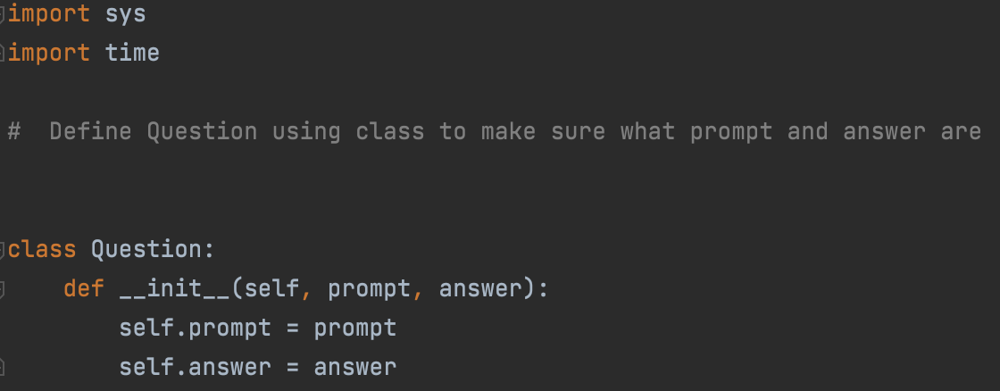 import sys
import time
#  Define Question using class to make sure what prompt and answer are
class Question:
    def __init__(self, prompt, answer):
        self.prompt = prompt
        self.answer = answer